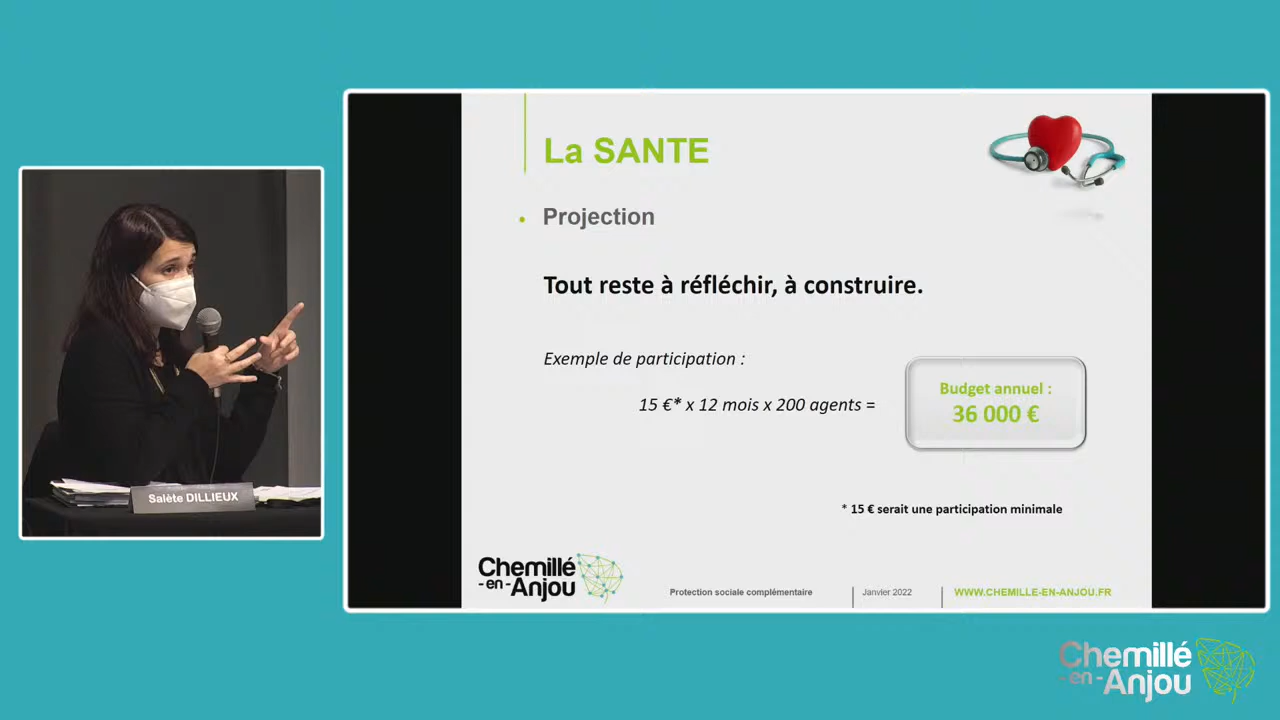 La SANTE
• Projection
Tout reste à réfléchir, à construire.
Exemple de participation :
15 €* x 12 mois x 200 agents =
Budget annuel :
36 000 €
* 15 € serait une participation minimale
Chemillé
-en-Anjou
Protection sociale complémentaire
Janvier 2022
WWW.CHEMILLE-EN-ANJOU.FR
Salète DILLIEUX
Chemillé
-en-
Anjou